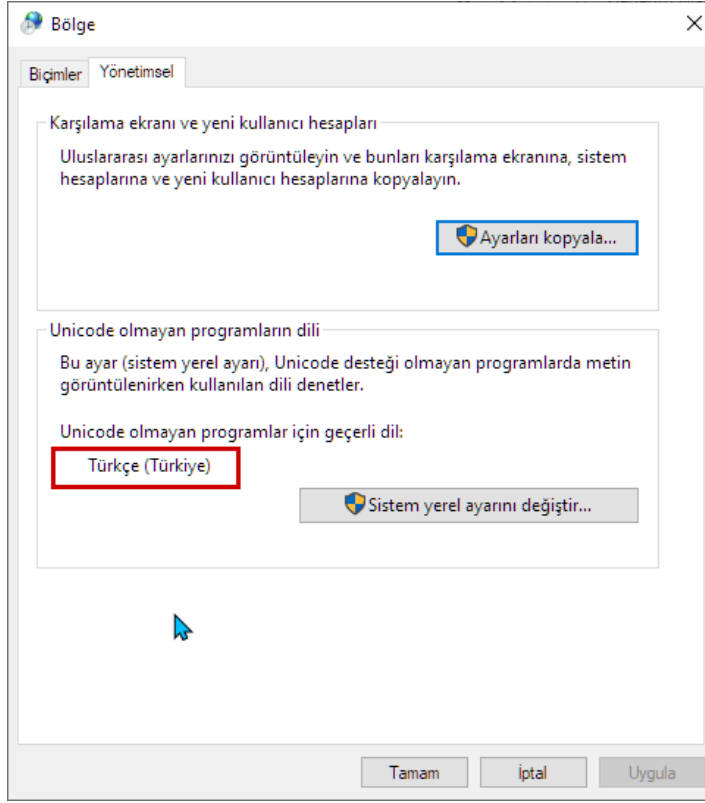 Bölge
Biçimler
Yönetimsel
Karşılama ekranı ve yeni kullanıcı hesapları
Uluslararası ayarlarınızı görüntüleyin ve bunları karşılama ekranına, sistem
hesaplarına ve yeni kullanıcı hesaplarına kopyalayın.
Ayarları kopyala...
Unicode olmayan programların dili
Bu ayar (sistem yerel ayarı), Unicode desteği olmayan programlarda metin
görüntülenirken kullanılan dili denetler.
Unicode olmayan programlar için geçerli dil:
Türkçe (Türkiye)
Sistem yerel ayarını değiştir...
Tamam
İptal
Uygula